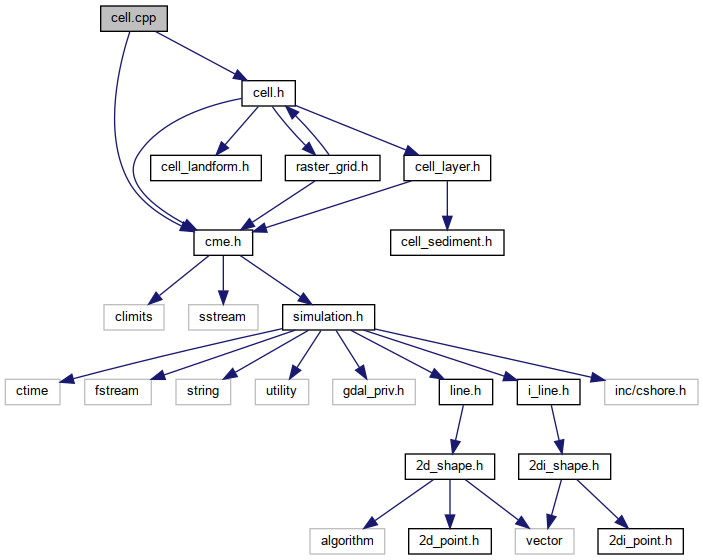 cell.cpp
cell.h
cell_landform.h
raster_grid.h
cell_layer.h
cme.h
cell_sediment.h
climits
sstream
simulation.h
ctime
fstream
string
utility
gdal_priv.h
line.h
i_line.h
inc/cshore.h
2d_shape.h
2di_shape.h
algorithm
2d_point.h
vector
2di_point.h